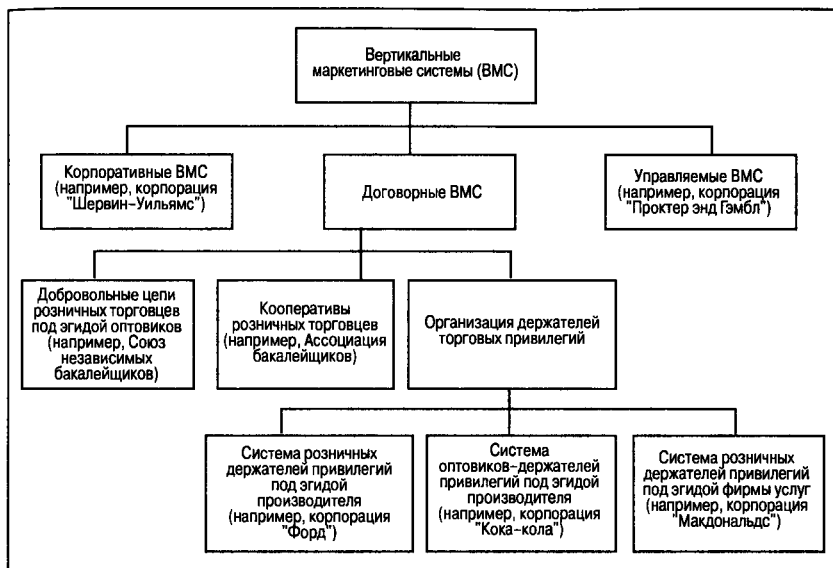 Вертикальные
маркетинговые системы (ВМС)
Корпоративные ВМС
(например, корпорация
"Шервин-Уильямс")
Договорные ВМС
Управляемые ВМС
(например, корпорация
"Проктер энд Гэмбл")
Добровольные цепи
розничных торговцев
под эгидой оптовиков
(например, Союз
независимых
бакалейщиков)
Кооперативы
розничных торговцев
(например, Ассоциация
бакалейщиков)
Организация держателей
торговых привилегий
Система розничных
держателей привилегий
под эгидой
производителя
(например, корпорация
"Форд")
Система
оптовиков-держателей
привилегий под эгидой
производителя
(например, корпорация
"Кока-кола")
Система розничных
держателей привилегий
под эгидой фирмы услуг
(например, корпорация
"Макдональдс")